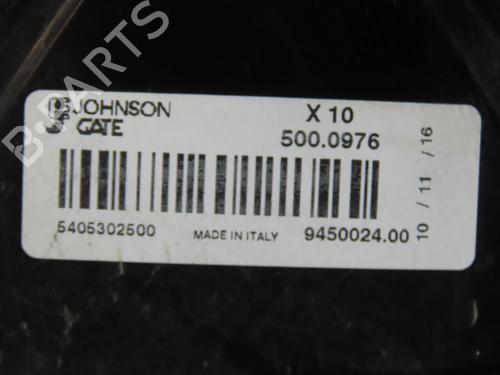 JOHNSON
GATE
X 10
500.0976
5405302500
MADE IN ITALY
9450024.00
10 / 11 / 16
B-PARTS